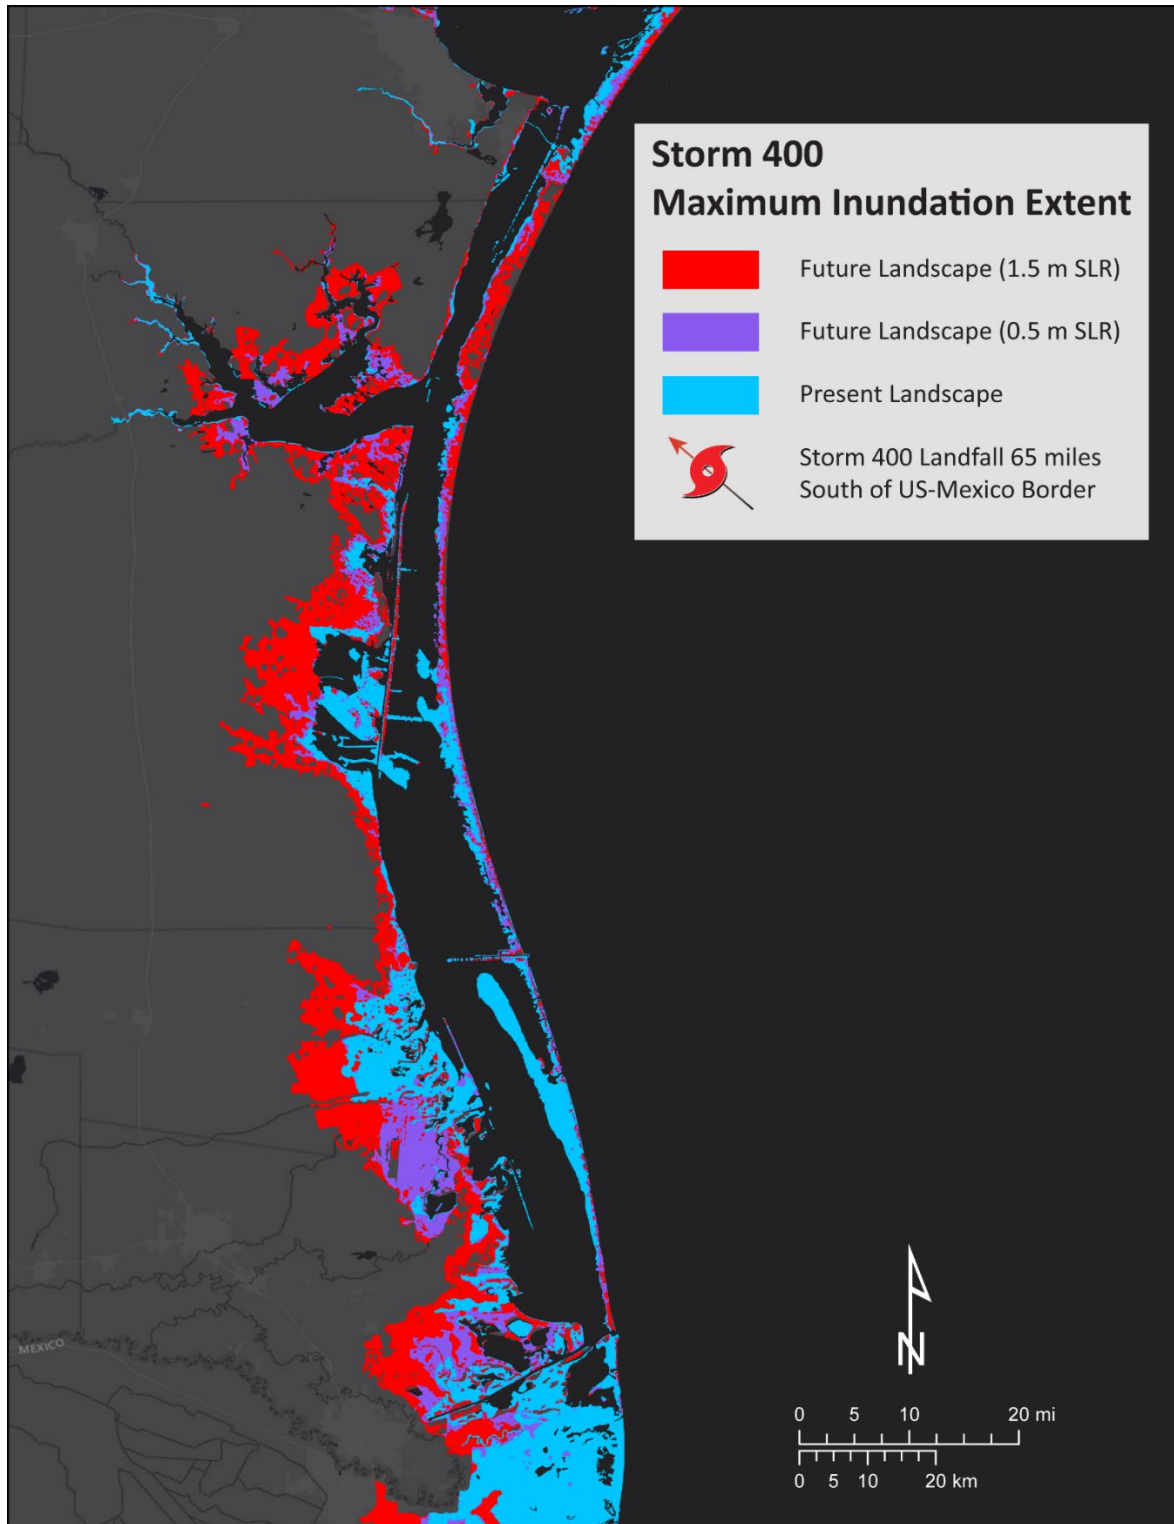 Storm 400
Maximum Inundation Extent
Future Landscape (1.5 m SLR)
Future Landscape (0.5 m SLR)
Present Landscape
Storm 400 Landfall 65 miles
South of US-Mexico Border
MEXICO
N
0 5 10 20 mi
0 5 10 20 km